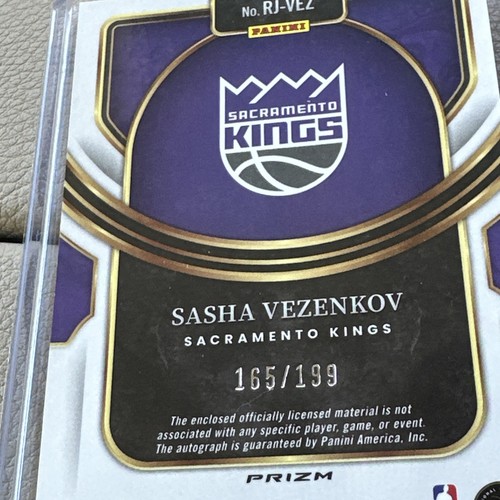 No. RJ-VEZ
PANINI
SACRAMENTO
KINGS
SASHA VEZENKOV
SACRAMENTO KINGS
165/199
The enclosed officially licensed material is not
associated with any specific player, game, or event.
The autograph is guaranteed by Panini America, Inc.
PRIZM
NBA